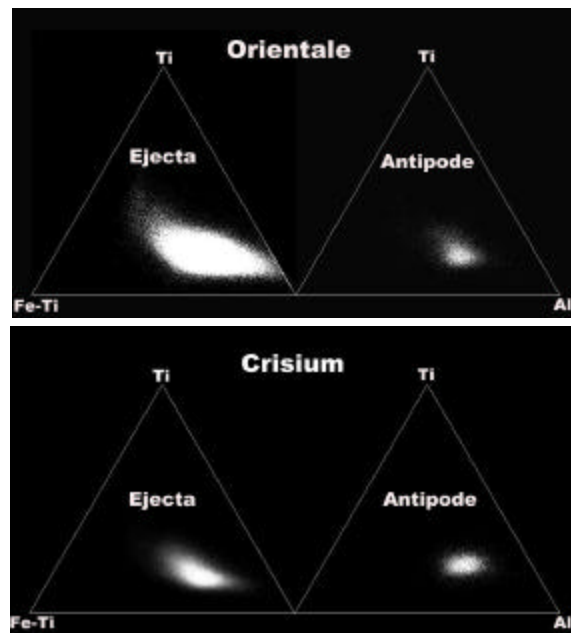 Orientale
Ti Ti
Ejecta Antipode
Fe-Ti Al
Crisium
Ti Ti
Ejecta Antipode
Fe-Ti Al